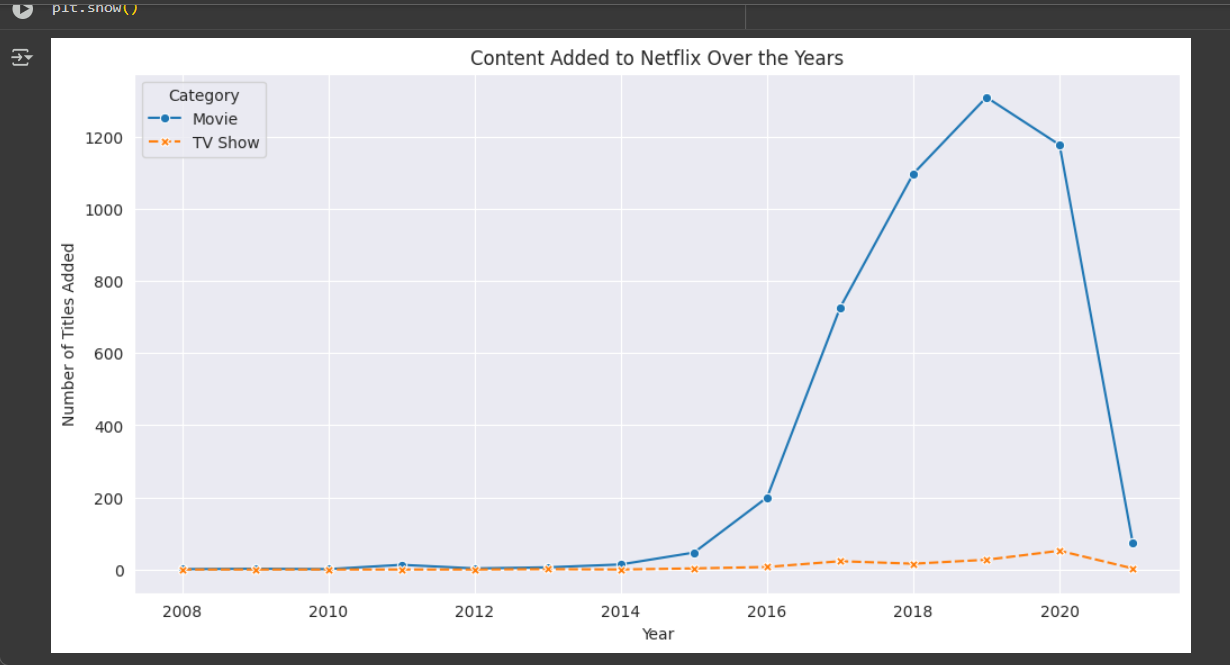 plt.show()
Content Added to Netflix Over the Years
Category
Movie
TV Show
Number of Titles Added
1200
1000
800
600
400
200
0
2008 2010 2012 2014 2016 2018 2020
Year